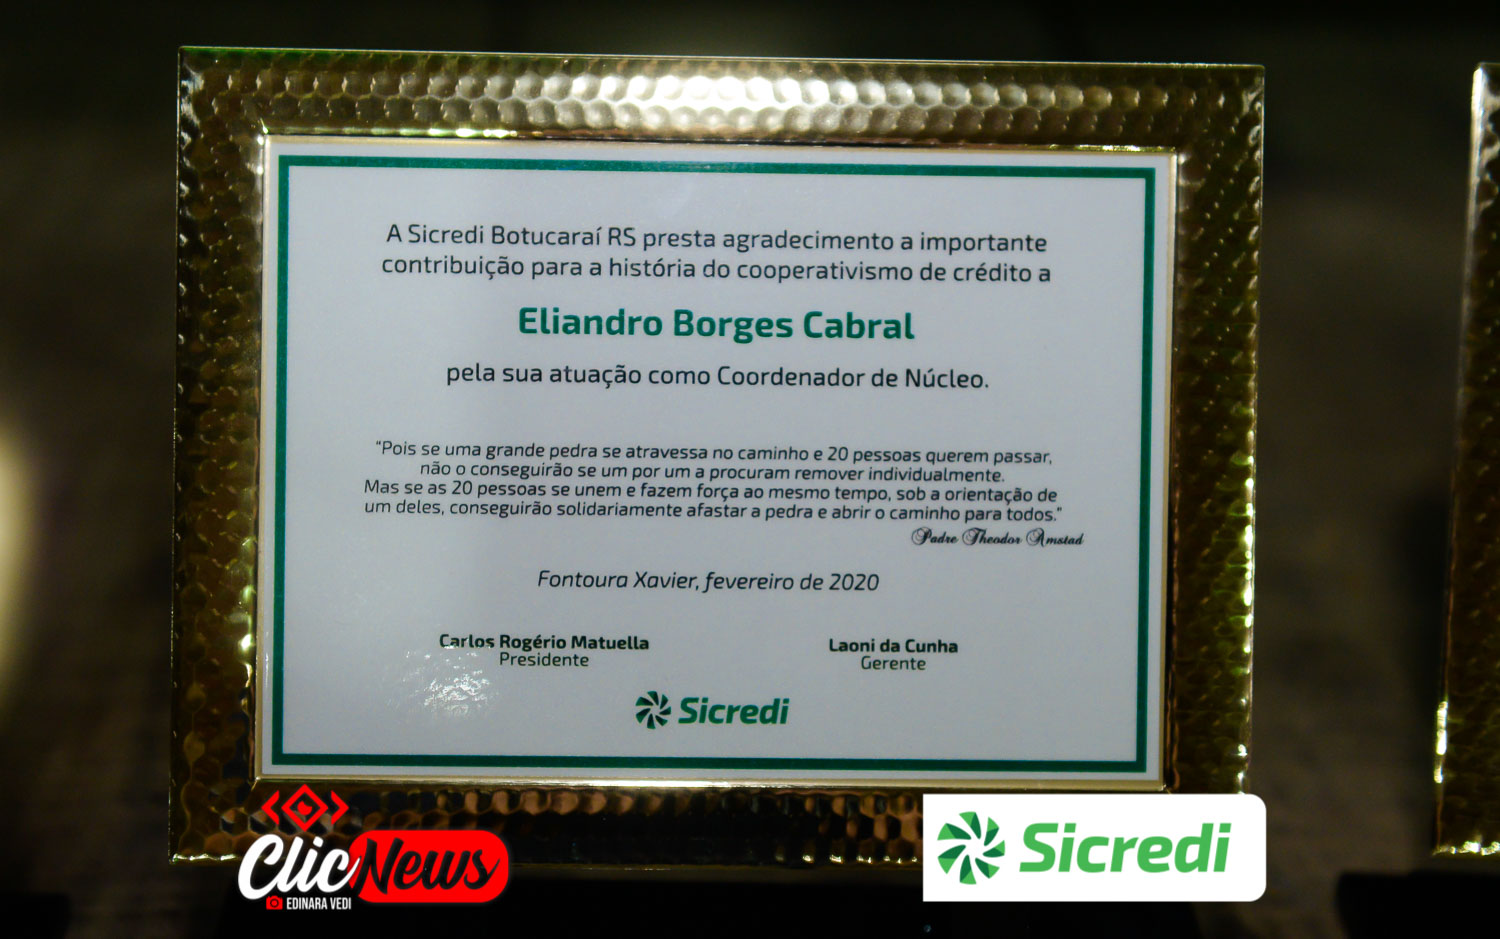 A Sicredi Botucaraí RS presta agradecimento a importante
contribuição para a história do cooperativismo de crédito a
Eliandro Borges Cabral
pela sua atuação como Coordenador de Núcleo.
“Pois se uma grande pedra se atravessa no caminho e 20 pessoas querem passar,
não o conseguirão se um por um a procuram remover individualmente.
Mas se as 20 pessoas se unem e fazem força ao mesmo tempo, sob a orientação de
um deles, conseguirão solidariamente afastar a pedra e abrir o caminho para todos.”
Padre Theodor Amstad
Fontoura Xavier, fevereiro de 2020
Carlos Rogério Matuella
Presidente
Laoni da Cunha
Gerente
Sicredi
ClicNews
EDINARA VEDI
Sicredi